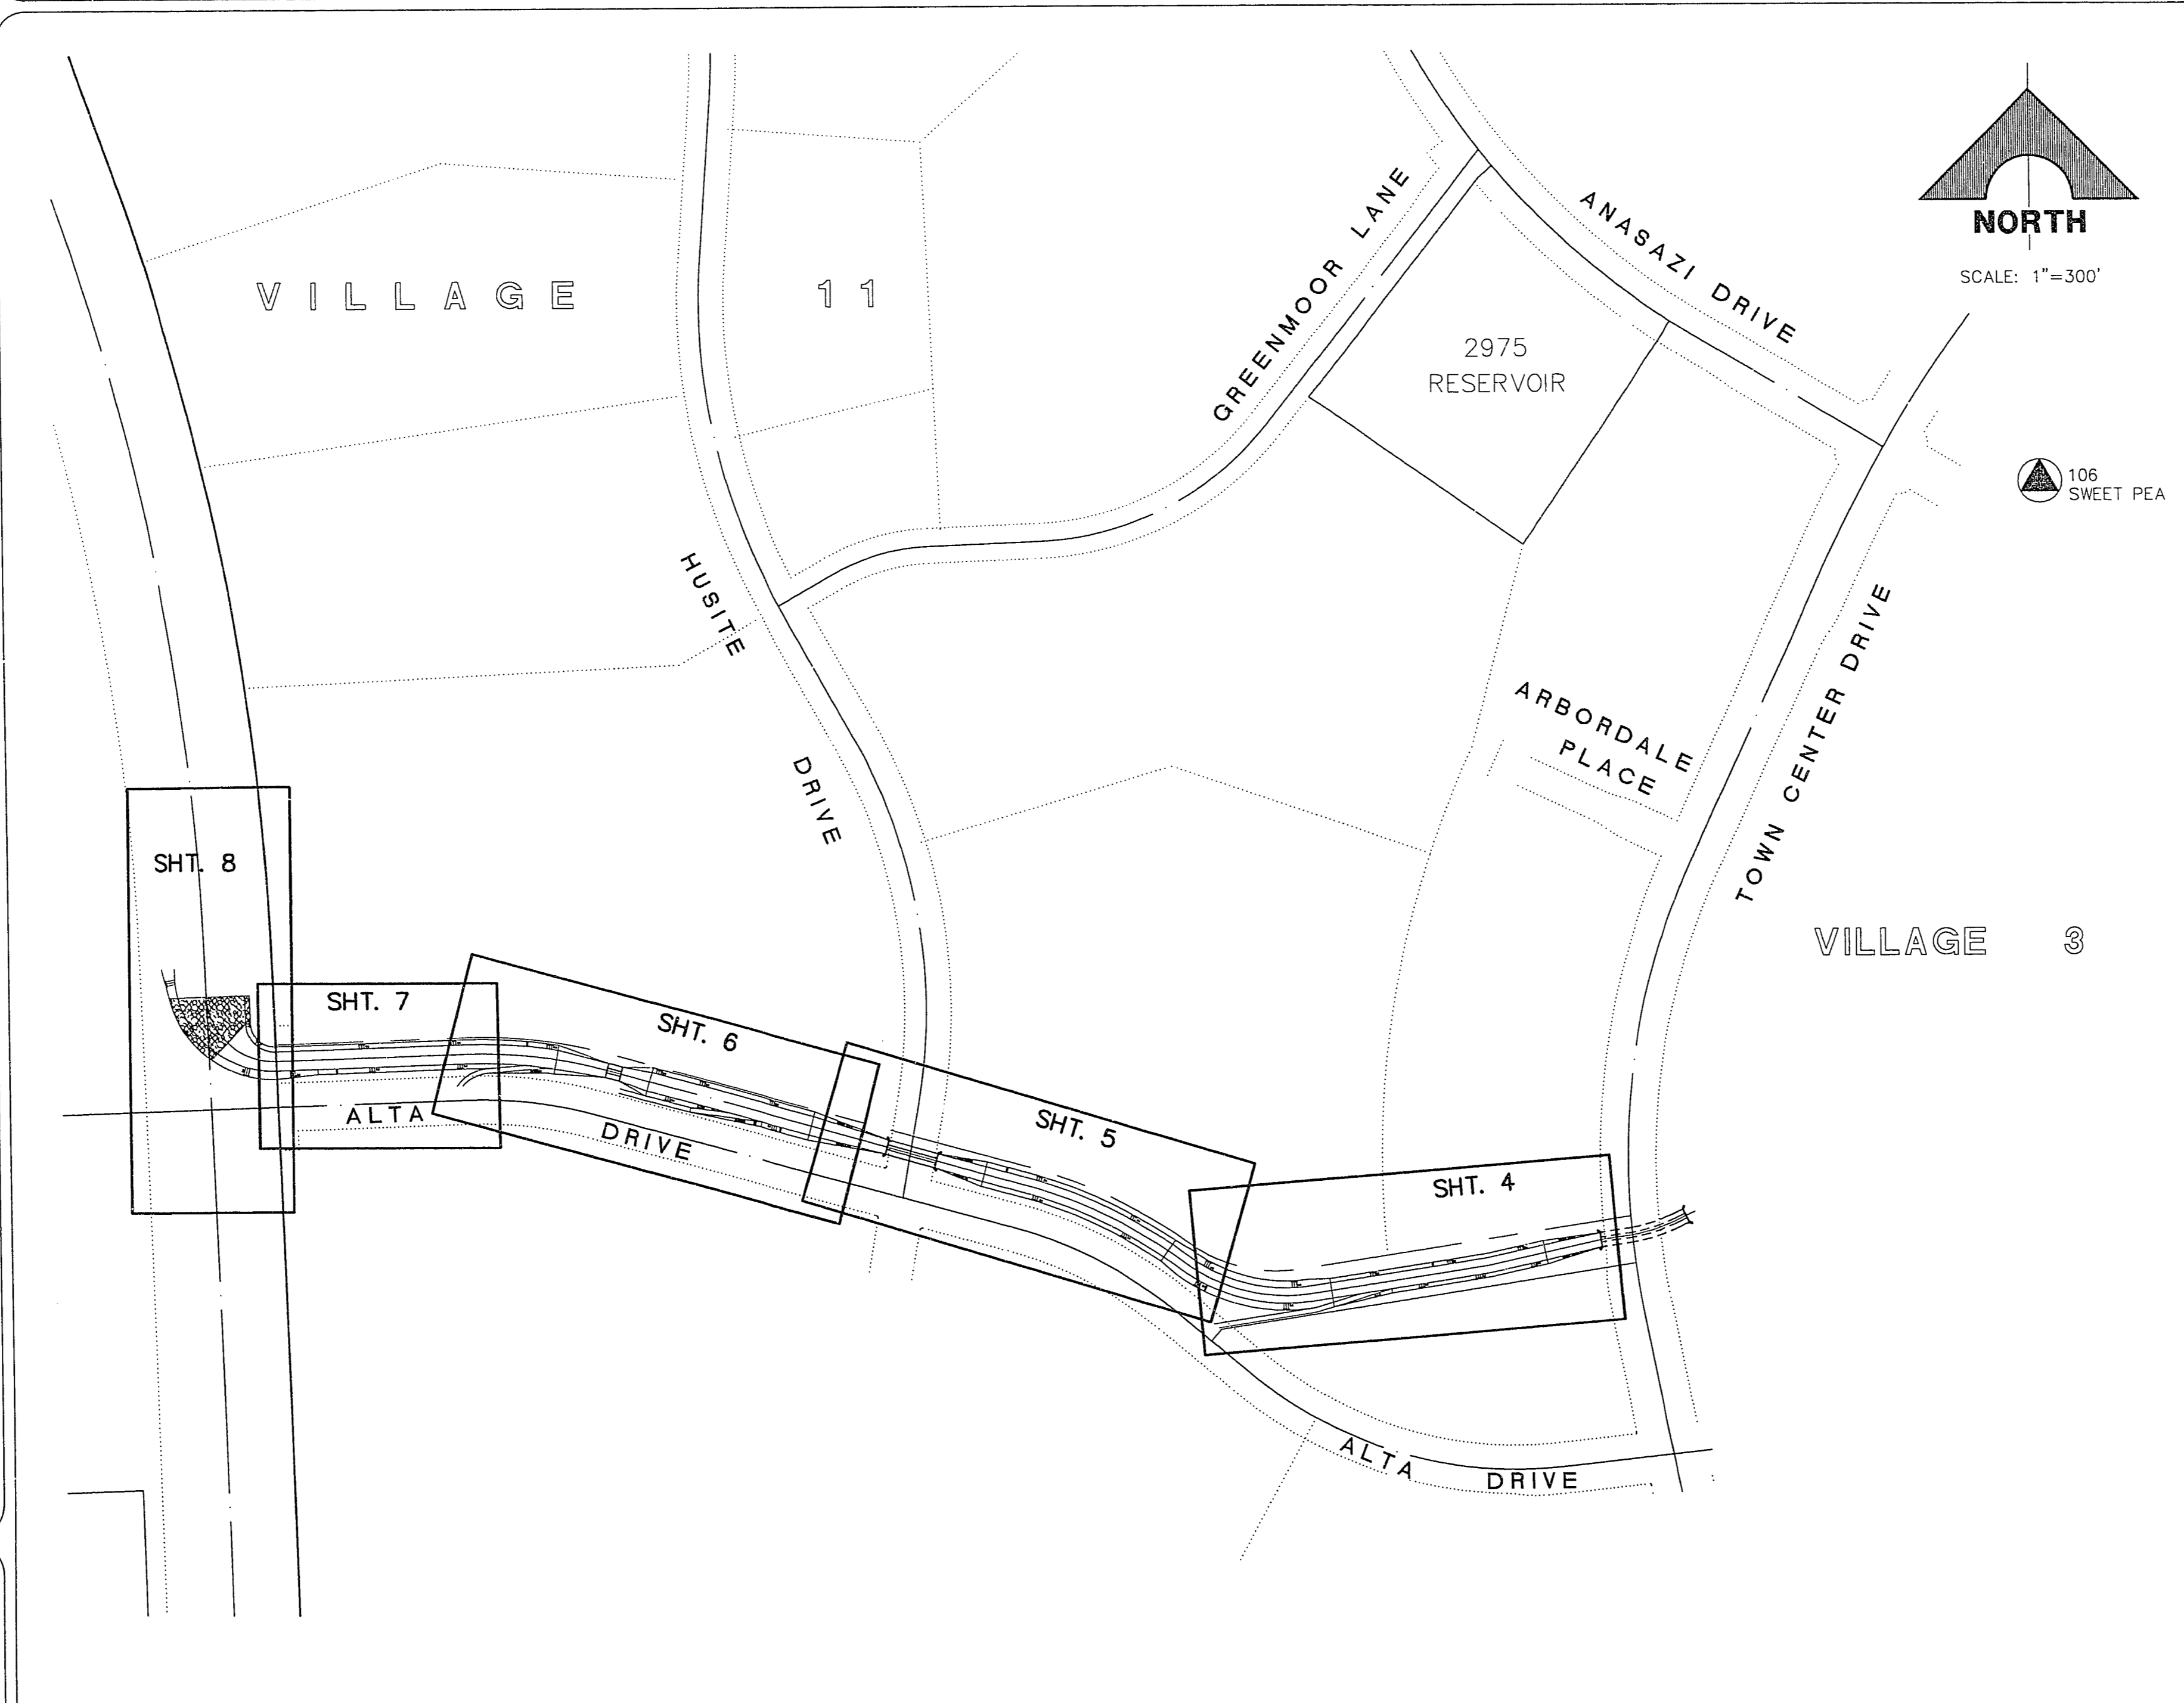 NORTH
SCALE: 1"=300'
VILLAGE 11
GREENMOOR LANE
ANASAZI DRIVE
2975
RESERVOIR
106
SWEET PEA
HUSITE DRIVE
ARBORDALE
PLACE
TOWN CENTER DRIVE
VILLAGE 3
SHT. 8
SHT. 7
SHT. 6
SHT. 5
SHT. 4
ALTA DRIVE
ALTA DRIVE